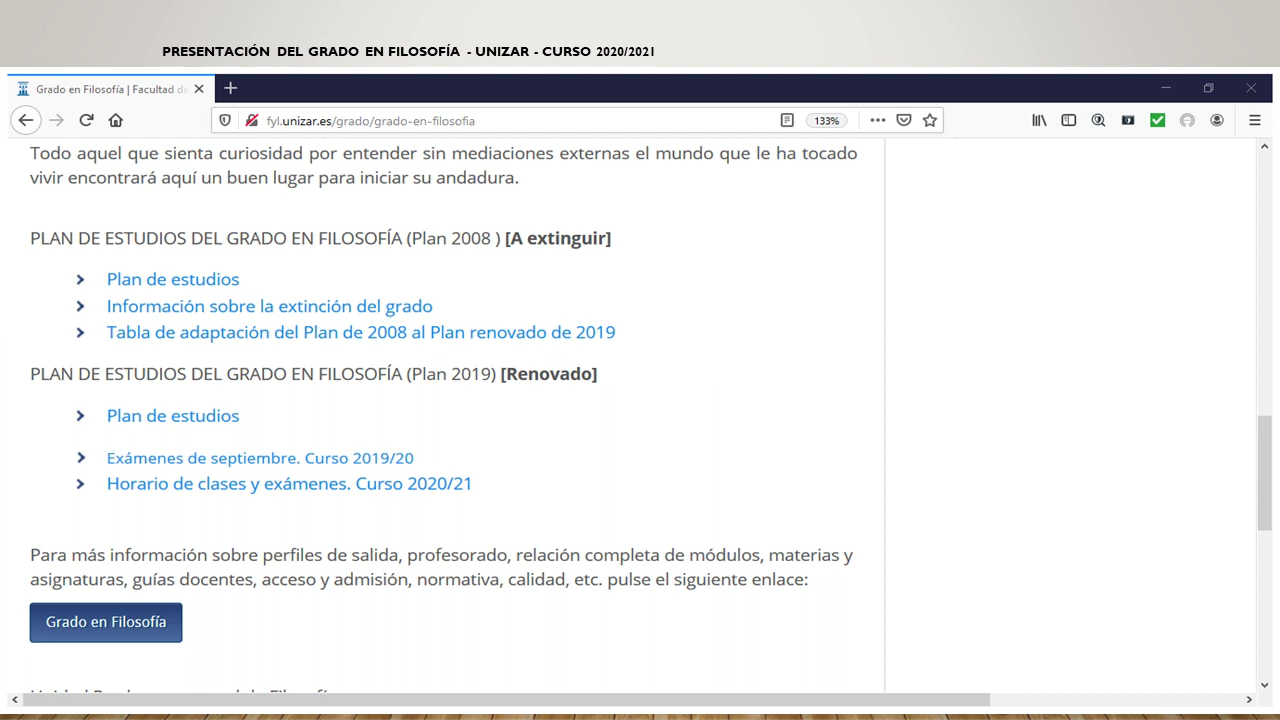 PRESENTACIÓN DEL GRADO EN FILOSOFÍA - UNIZAR - CURSO 2020/2021
Grado en Filosofía | Facultad de
fyl.unizar.es/grado/grado-en-filosofia
133%
Todo aquel que sienta curiosidad por entender sin mediaciones externas el mundo que le ha tocado
vivir encontrará aquí un buen lugar para iniciar su andadura.
PLAN DE ESTUDIOS DEL GRADO EN FILOSOFÍA (Plan 2008 ) [A extinguir]
Plan de estudios
Información sobre la extinción del grado
Tabla de adaptación del Plan de 2008 al Plan renovado de 2019
PLAN DE ESTUDIOS DEL GRADO EN FILOSOFÍA (Plan 2019) [Renovado]
Plan de estudios
Exámenes de septiembre. Curso 2019/20
Horario de clases y exámenes. Curso 2020/21
Para más información sobre perfiles de salida, profesorado, relación completa de módulos, materias y
asignaturas, guías docentes, acceso y admisión, normativa, calidad, etc. pulse el siguiente enlace:
Grado en Filosofía